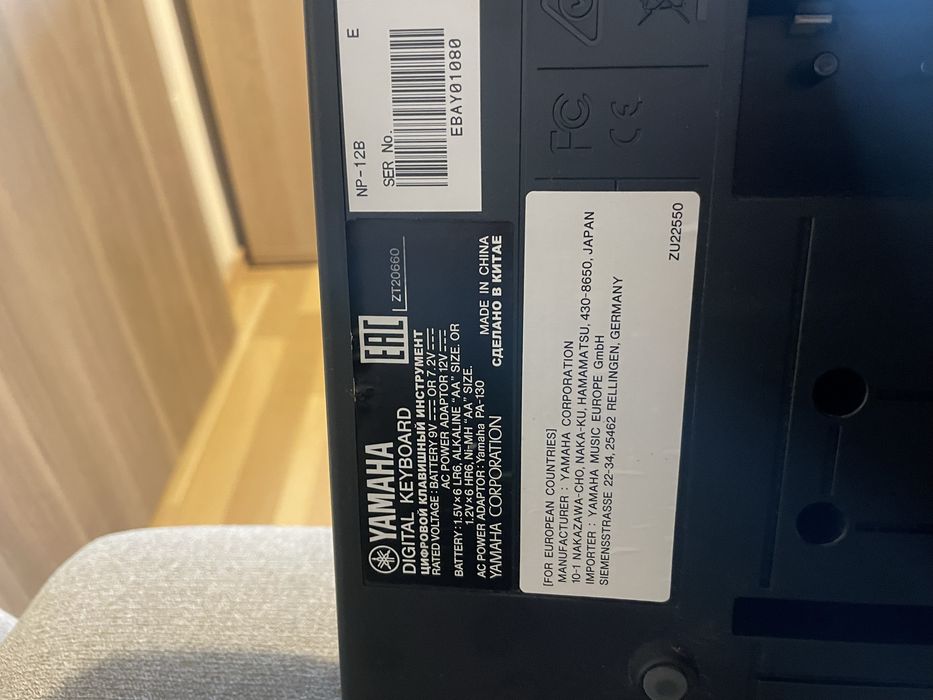 YAMAHA
EAC
ZT20660
DIGITAL KEYBOARD
ЦИФРОВОЙ КЛАВИШНЫЙ ИНСТРУМЕНТ
RATED VOLTAGE: BATTERY 9V⎓ OR 7.2V⎓
AC POWER ADAPTOR 12V⎓
BATTERY : 1.5V×6 LR6, ALKALINE "AA" SIZE. OR
1.2V×6 HR6, Ni-MH "AA" SIZE.
AC POWER ADAPTOR : Yamaha PA-130
YAMAHA CORPORATION
MADE IN CHINA
СДЕЛАНО В КИТАЕ
NP-12B
E
SER No.
EBAY01080
FC
CE
[FOR EUROPEAN COUNTRIES]
MANUFACTURER : YAMAHA CORPORATION
10-1 NAKAZAWA-CHO, NAKA-KU, HAMAMATSU, 430-8650, JAPAN
IMPORTER : YAMAHA MUSIC EUROPE GmbH
SIEMENSSTRASSE 22-34, 25462 RELLINGEN, GERMANY
ZU22550